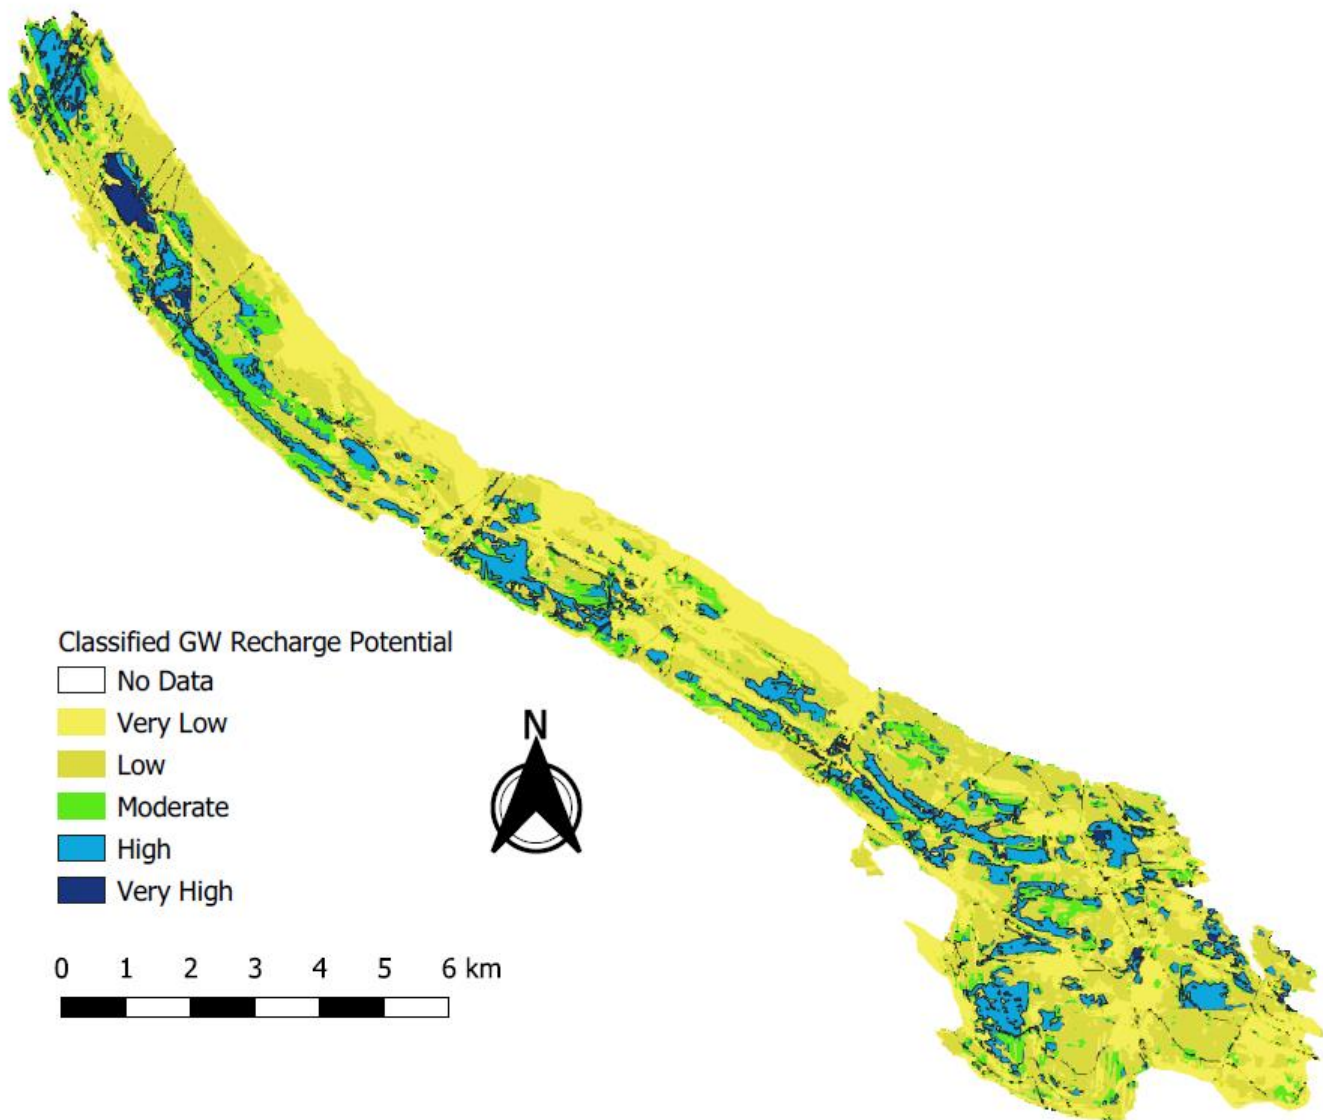 Classified GW Recharge Potential
No Data
Very Low
Low
Moderate
High
Very High
N
0 1 2 3 4 5 6 km